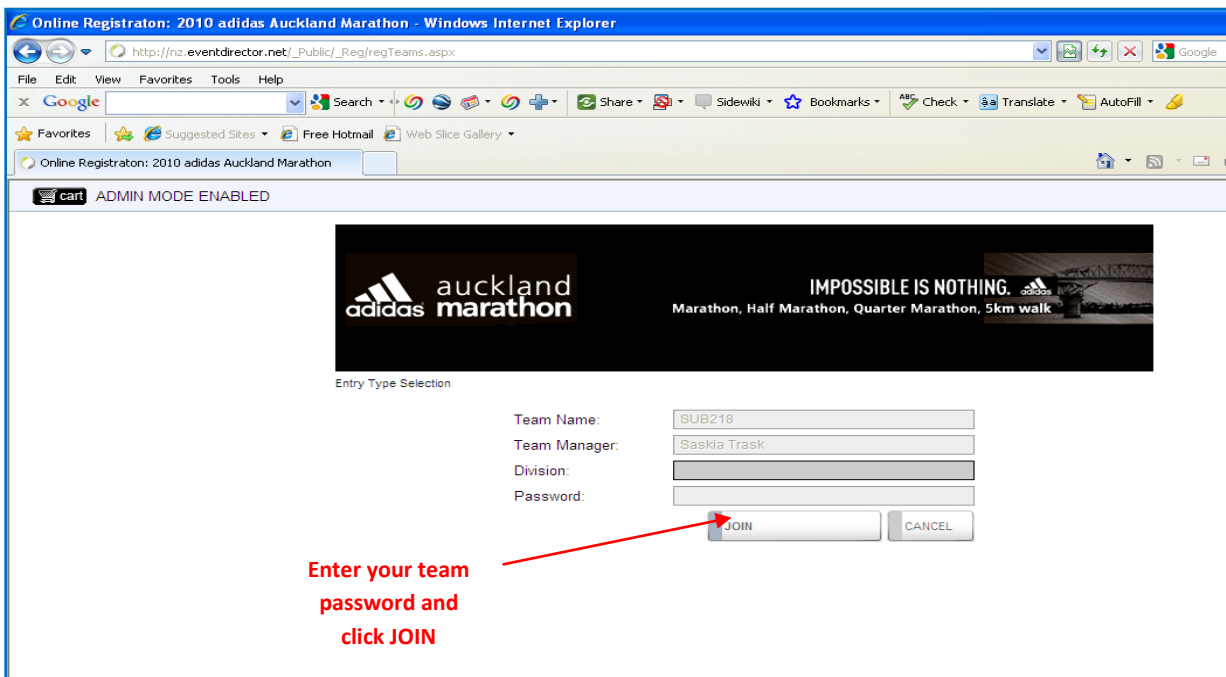 Online Registraton: 2010 adidas Auckland Marathon - Windows Internet Explorer
http://nz.eventdirector.net/_Public/_Reg/regTeams.aspx
Google
File Edit View Favorites Tools Help
x Google Search Share Sidewiki Bookmarks ABC Check âa Translate AutoFill
Favorites Suggested Sites Free Hotmail Web Slice Gallery
Online Registraton: 2010 adidas Auckland Marathon
cart ADMIN MODE ENABLED
adidas auckland marathon
IMPOSSIBLE IS NOTHING. adidas
Marathon, Half Marathon, Quarter Marathon, 5km walk
Entry Type Selection
Team Name: SUB218
Team Manager: Saskia Trask
Division:
Password:
JOIN CANCEL
Enter your team
password and
click JOIN